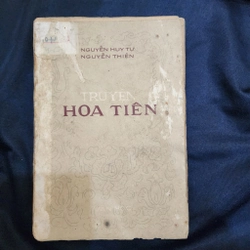 NGUYỄN HUY TỰ
NGUYỄN THIỆN
TRUYỆN
HOA TIÊN